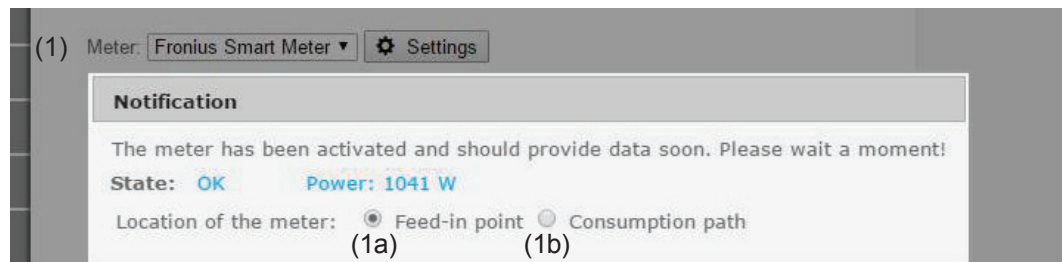 (1) Meter: Fronius Smart Meter ▼ Settings
Notification
The meter has been activated and should provide data soon. Please wait a moment!
State: OK Power: 1041 W
Location of the meter: Feed-in point Consumption path
(1a) (1b)